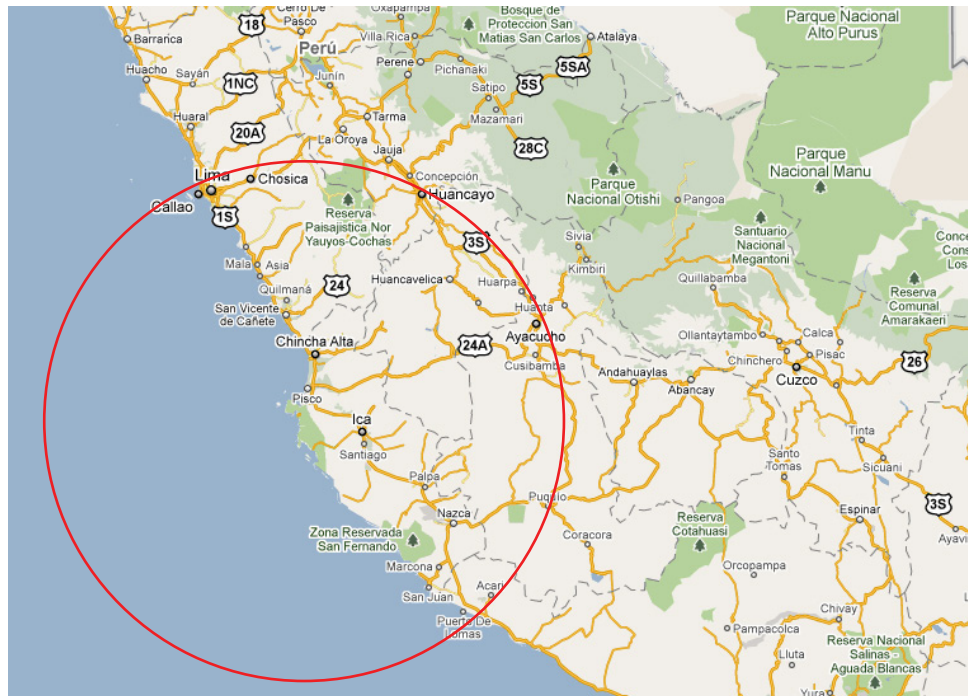 Cerro De
Pasco
Oxapampa
Bosque de
Proteccion San
Matias San Carlos
Atalaya
Parque Nacional
Alto Purus
18
Barranca
Perú
Villa Rica
Perene
Pichanaki
5SA
5S
Huacho
Sayán
1NC
Junín
Satipo
Mazamari
Huaral
20A
Tarma
La Oroya
28C
Jauja
Parque
Nacional Manu
Lima
Chosica
Callao
Concepción
Huancayo
Parque
Nacional Otishi
Pangoa
1S
Reserva
Paisajistica Nor
Yauyos-Cochas
3S
Sivia
Kimbiri
Santuario
Nacional
Megantoni
Mala
Asia
Quilmaná
24
Huancavelica
Huarpa
Huanta
Quillabamba
Reserva
Comunal
Amarakaeri
San Vicente
de Cañete
Chincha Alta
24A
Ayacucho
Cusibamba
Ollantaytambo
Calca
Chinchero
Pisac
26
Cuzco
Andahuaylas
Abancay
Pisco
Ica
Santiago
Tinta
Santo
Tomas
Sicuani
Palpa
Puquio
3S
Nazca
Espinar
Zona Reservada
San Fernando
Coracora
Reserva
Cotahuasi
Marcona
San Juan
Acari
Puerto De
Lomas
Orcopampa
Chivay
Pampacolca
Reserva Nacional
Salinas -
Aguada Blancas
Lluta
Yura